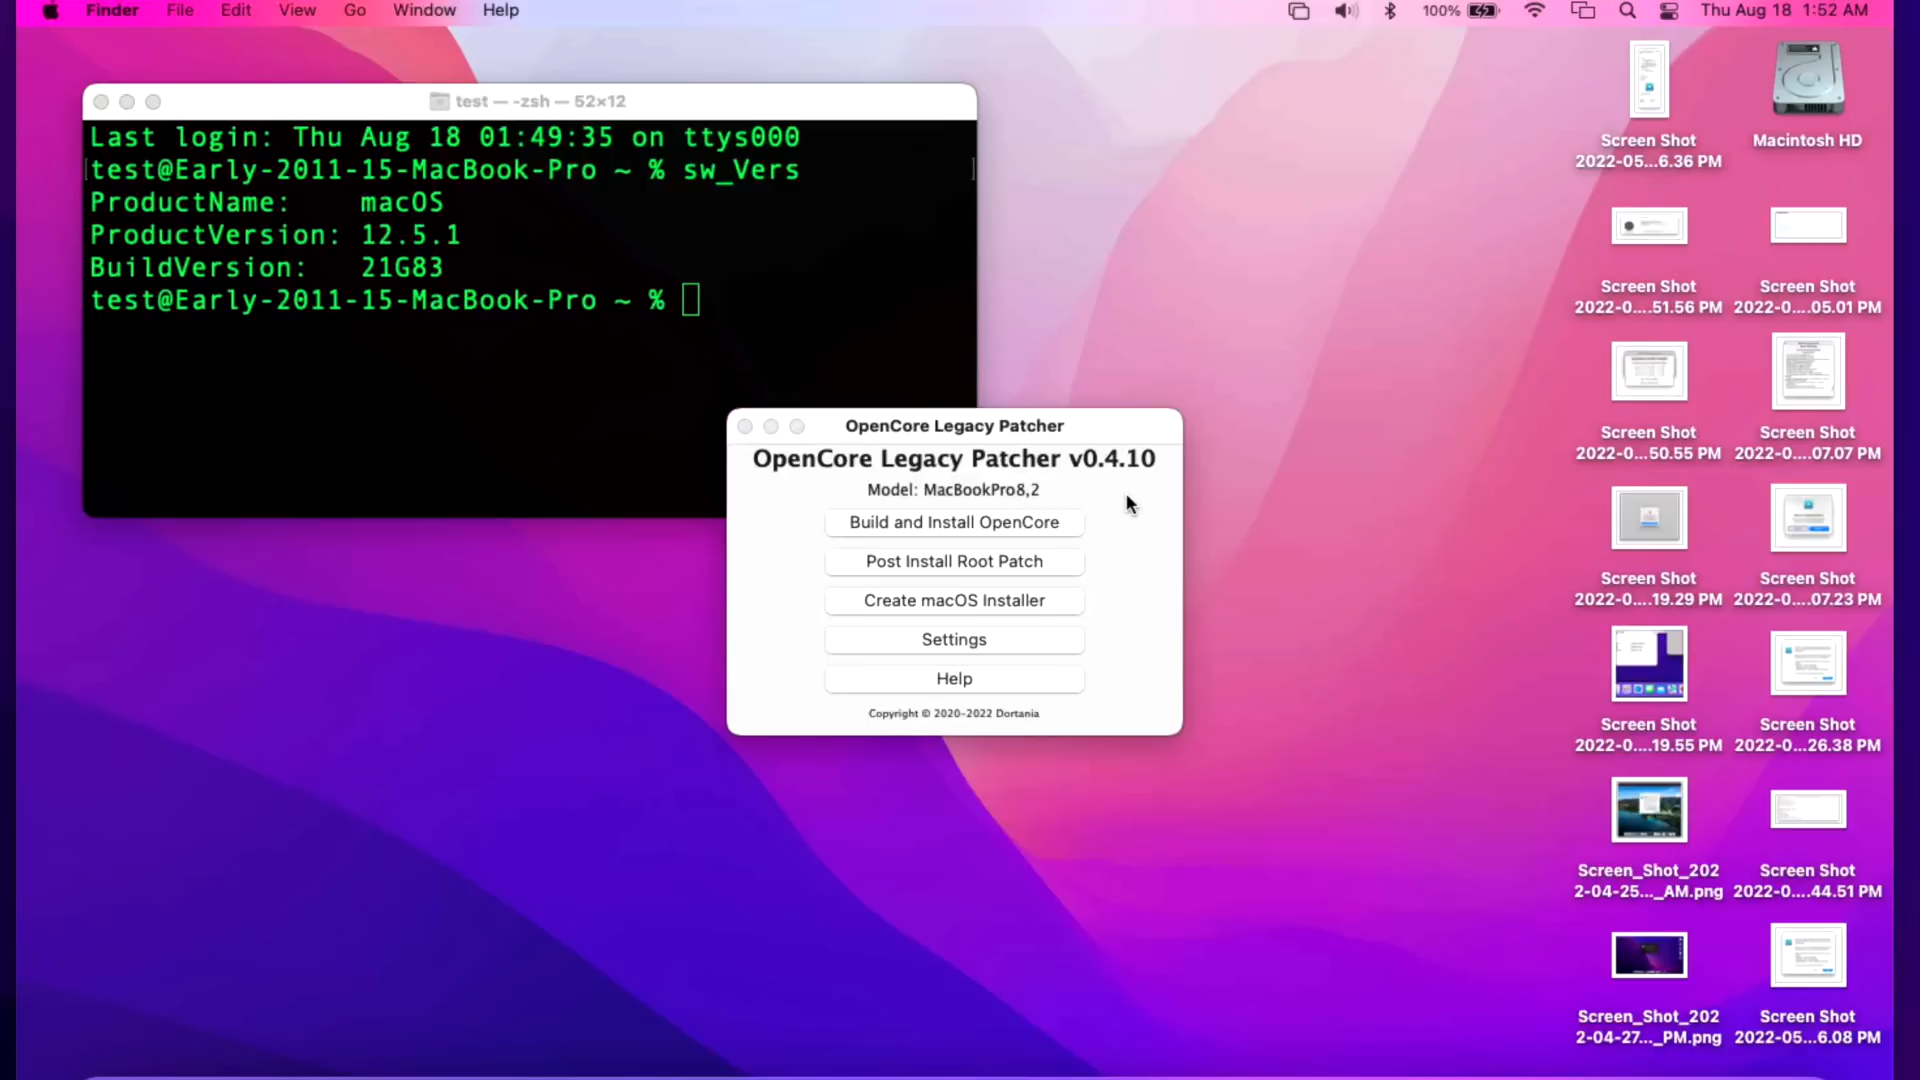 Finder File Edit View Go Window Help
100% Thu Aug 18 1:52 AM
test — -zsh — 52×12
Last login: Thu Aug 18 01:49:35 on ttys000
test@Early-2011-15-MacBook-Pro ~ % sw_Vers
ProductName: macOS
ProductVersion: 12.5.1
BuildVersion: 21G83
test@Early-2011-15-MacBook-Pro ~ %
OpenCore Legacy Patcher
OpenCore Legacy Patcher v0.4.10
Model: MacBookPro8,2
Build and Install OpenCore
Post Install Root Patch
Create macOS Installer
Settings
Help
Copyright © 2020-2022 Dortania
Screen Shot
2022-05...6.36 PM
Macintosh HD
Screen Shot
2022-0....51.56 PM
Screen Shot
2022-0....05.01 PM
Screen Shot
2022-0...50.55 PM
Screen Shot
2022-0....07.07 PM
Screen Shot
2022-0....19.29 PM
Screen Shot
2022-0....07.23 PM
Screen Shot
2022-0....19.55 PM
Screen Shot
2022-0...26.38 PM
Screen_Shot_202
2-04-25..._AM.png
Screen Shot
2022-0....44.51 PM
Screen_Shot_202
2-04-27..._PM.png
Screen Shot
2022-05...6.08 PM